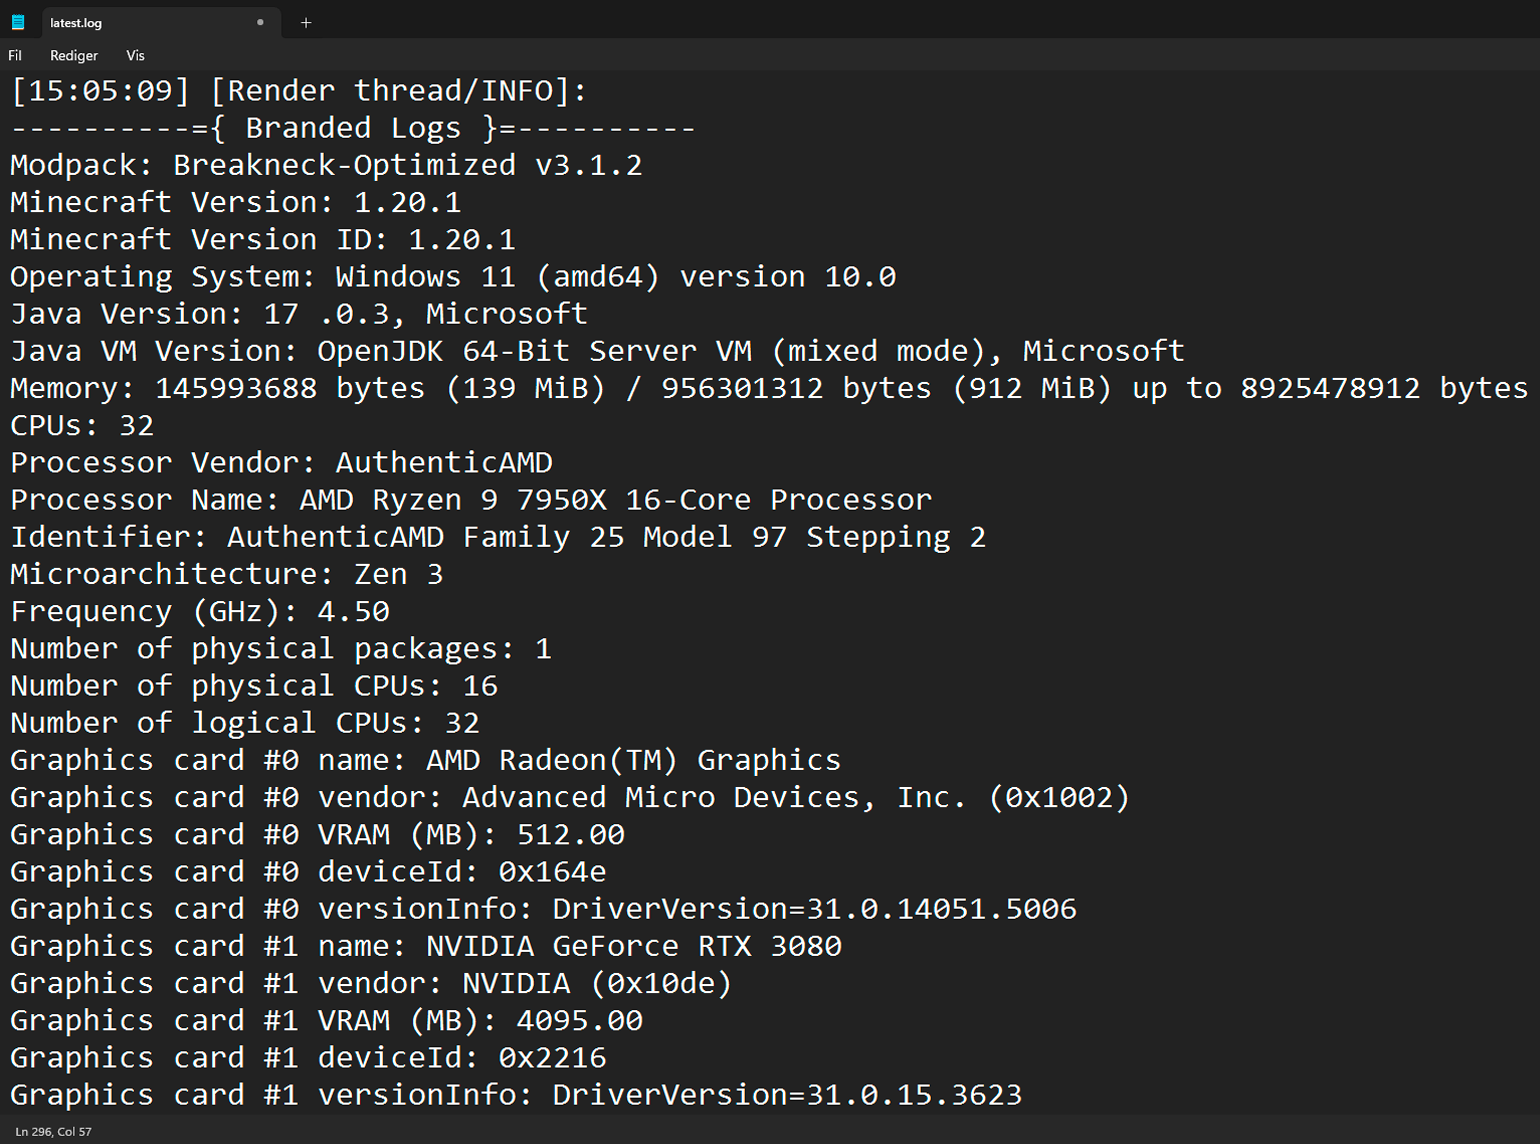 latest.log
Fil Rediger Vis
[15:05:09] [Render thread/INFO]:
----------={ Branded Logs }=----------
Modpack: Breakneck-Optimized v3.1.2
Minecraft Version: 1.20.1
Minecraft Version ID: 1.20.1
Operating System: Windows 11 (amd64) version 10.0
Java Version: 17 .0.3, Microsoft
Java VM Version: OpenJDK 64-Bit Server VM (mixed mode), Microsoft
Memory: 145993688 bytes (139 MiB) / 956301312 bytes (912 MiB) up to 8925478912 bytes
CPUs: 32
Processor Vendor: AuthenticAMD
Processor Name: AMD Ryzen 9 7950X 16-Core Processor
Identifier: AuthenticAMD Family 25 Model 97 Stepping 2
Microarchitecture: Zen 3
Frequency (GHz): 4.50
Number of physical packages: 1
Number of physical CPUs: 16
Number of logical CPUs: 32
Graphics card #0 name: AMD Radeon(TM) Graphics
Graphics card #0 vendor: Advanced Micro Devices, Inc. (0x1002)
Graphics card #0 VRAM (MB): 512.00
Graphics card #0 deviceId: 0x164e
Graphics card #0 versionInfo: DriverVersion=31.0.14051.5006
Graphics card #1 name: NVIDIA GeForce RTX 3080
Graphics card #1 vendor: NVIDIA (0x10de)
Graphics card #1 VRAM (MB): 4095.00
Graphics card #1 deviceId: 0x2216
Graphics card #1 versionInfo: DriverVersion=31.0.15.3623
Ln 296, Col 57